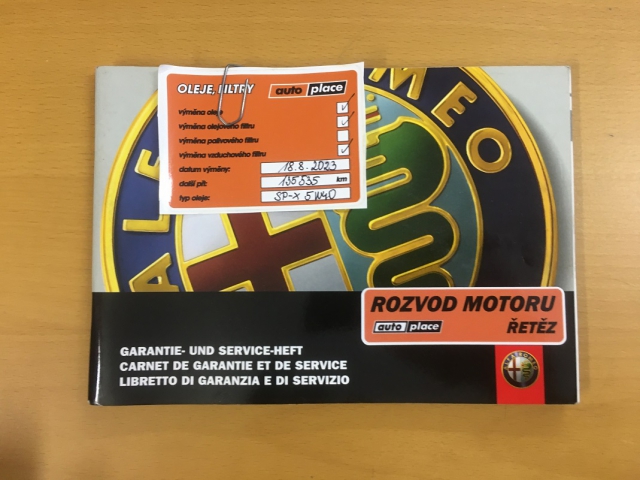 OLEJE, FILTRY auto place
výměna oleje
výměna olejového filtru
výměna palivového filtru
výměna vzduchového filtru
datum výměny: 18.8.2023
další při: 135535 km
typ oleje: SP-X 5W40
ALFA ROMEO
ROZVOD MOTORU
auto place ŘETĚZ
GARANTIE- UND SERVICE-HEFT
CARNET DE GARANTIE ET DE SERVICE
LIBRETTO DI GARANZIA E DI SERVIZIO